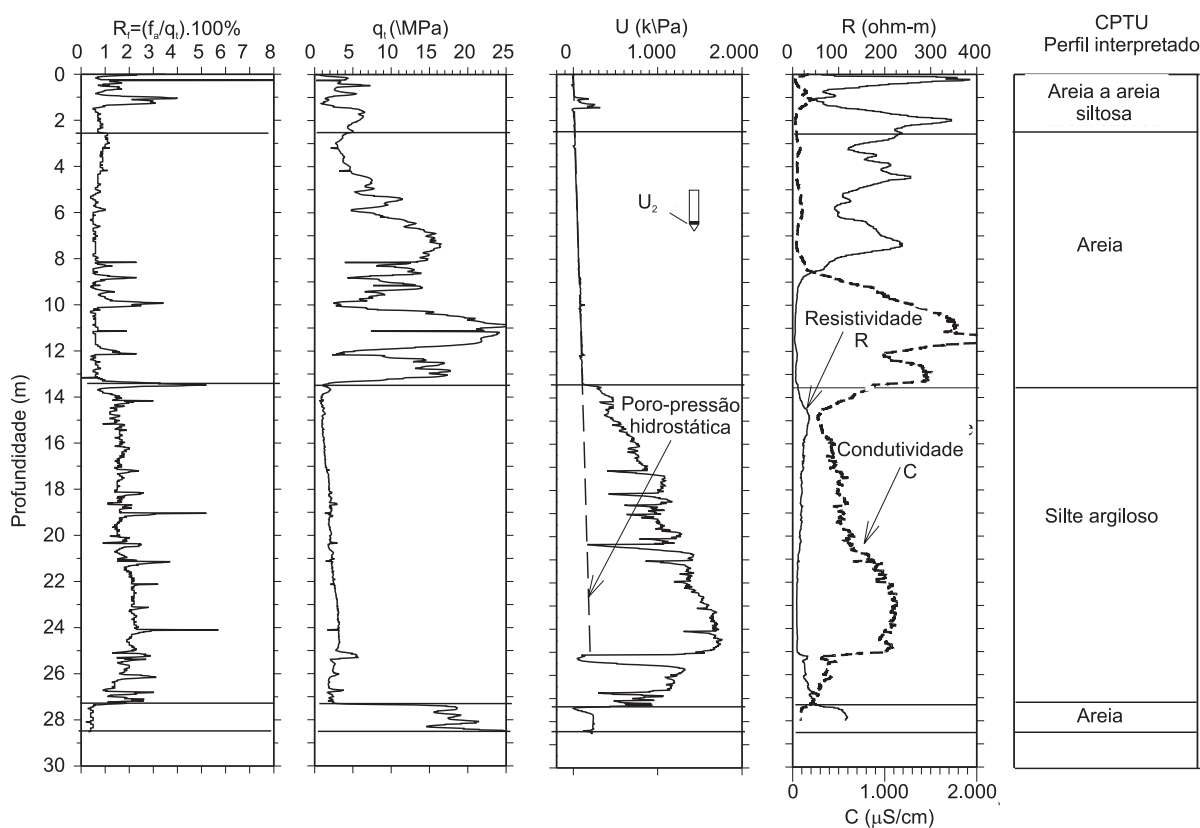 R_f=(f_a/q_t).100%
q_t(\MPa)
U (k\Pa)
R (ohm-m)
CPTU
Perfil interpretado
0 1 2 3 4 5 6 7 8
0 5 10 15 20 25
0 1.000 2.000
0 100 200 300 400
Profundidade (m)
0
2
4
6
8
10
12
14
16
18
20
22
24
26
28
30
U_2
Poro-pressão
hidrostática
Resistividade
R
Condutividade e
C
Areia a areia
siltosa
Areia
Silte argiloso
Areia
0 1.000 2.000
C (μS/cm)